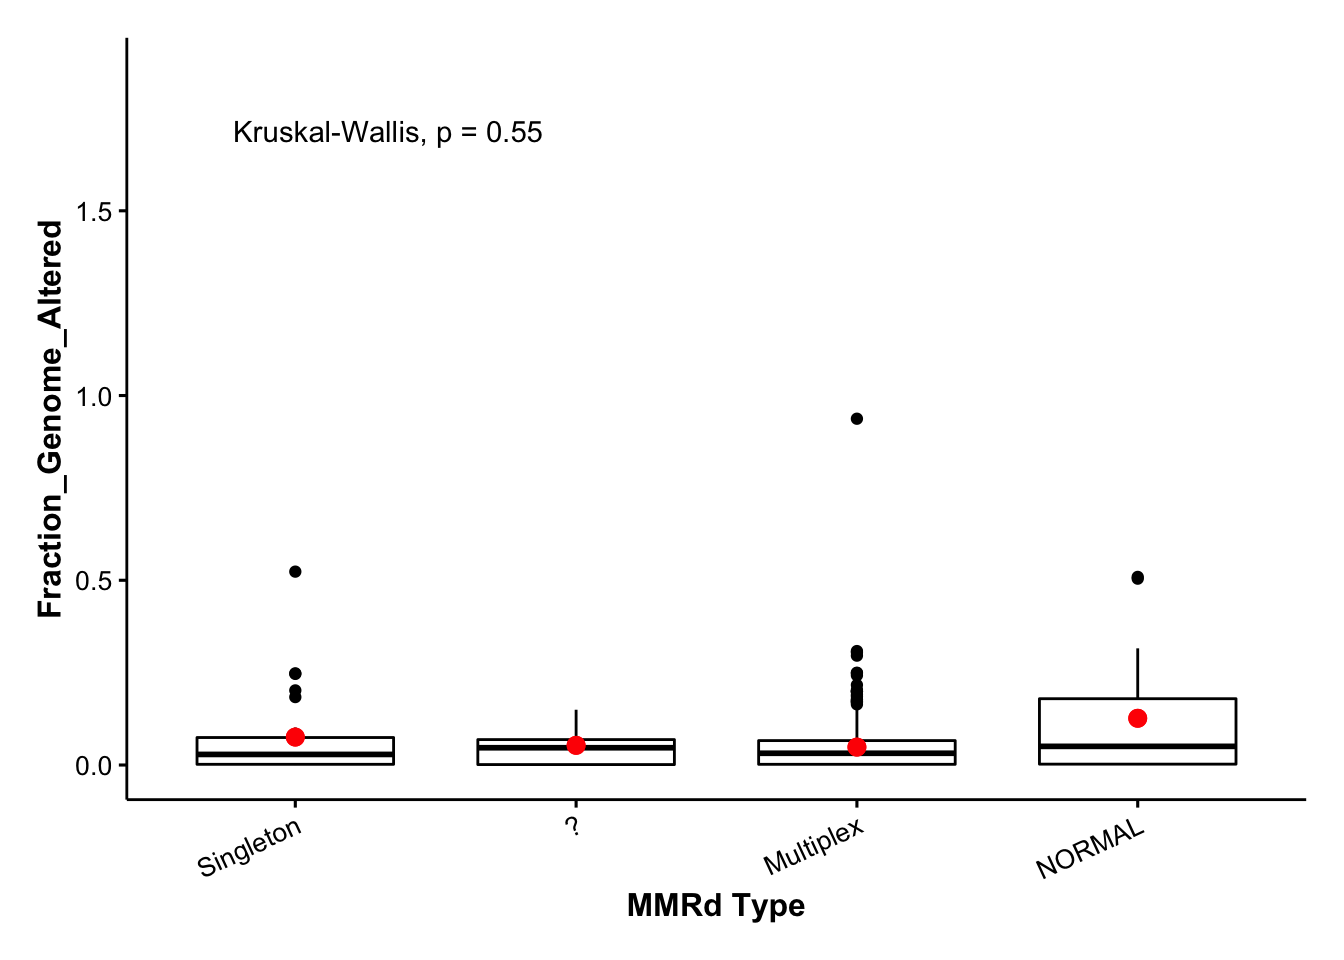 Kruskal-Wallis, p = 0.55
Fraction_Genome_Altered
1.5
1.0
0.5
0.0
Singleton
?
Multiplex
NORMAL
MMRd Type